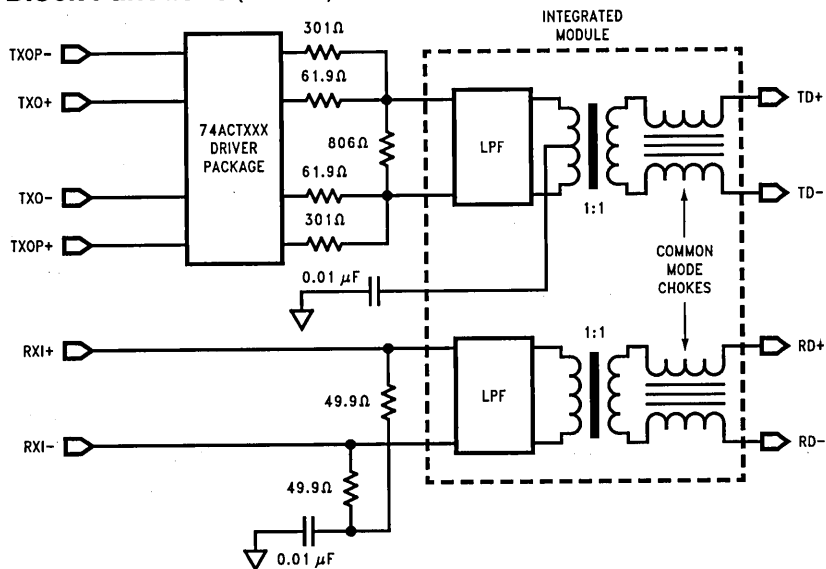 INTEGRATED
MODULE
301Ω
TXOP-
61.9Ω
TXO+
TD+
74ACTXXX
DRIVER
PACKAGE
806Ω
LPF
61.9Ω
TXO-
TD-
301Ω
1:1
TXOP+
0.01 µF
COMMON
MODE
CHOKES
1:1
RXI+
RD+
49.9Ω
LPF
RXI-
RD-
49.9Ω
0.01 µF